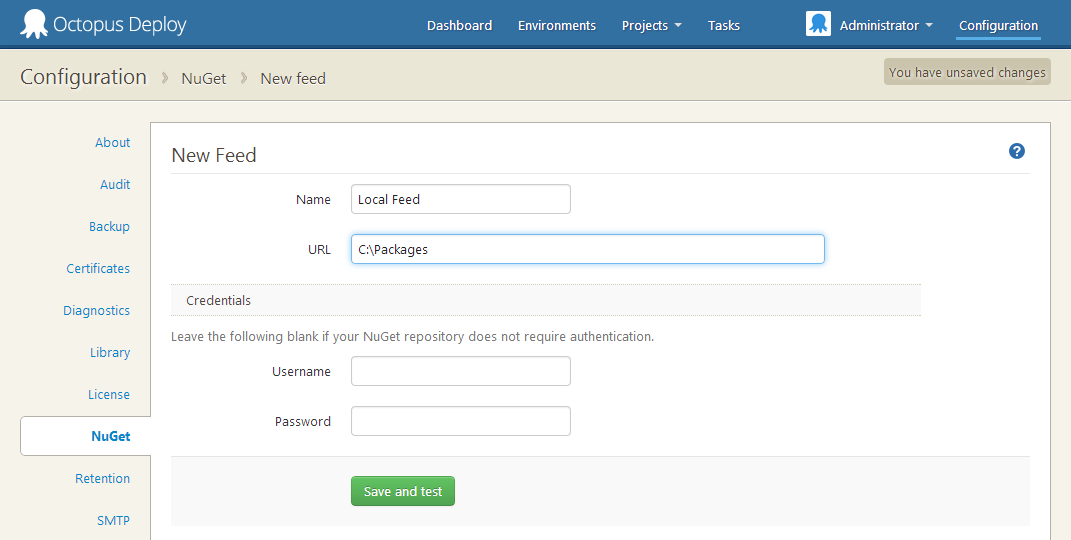 Octopus Deploy Dashboard Environments Projects Tasks Administrator Configuration
Configuration NuGet New feed You have unsaved changes
About
Audit
Backup
Certificates
Diagnostics
Library
License
NuGet
Retention
SMTP
New Feed ?
Name Local Feed
URL C:\Packages
Credentials
Leave the following blank if your NuGet repository does not require authentication.
Username
Password
Save and test